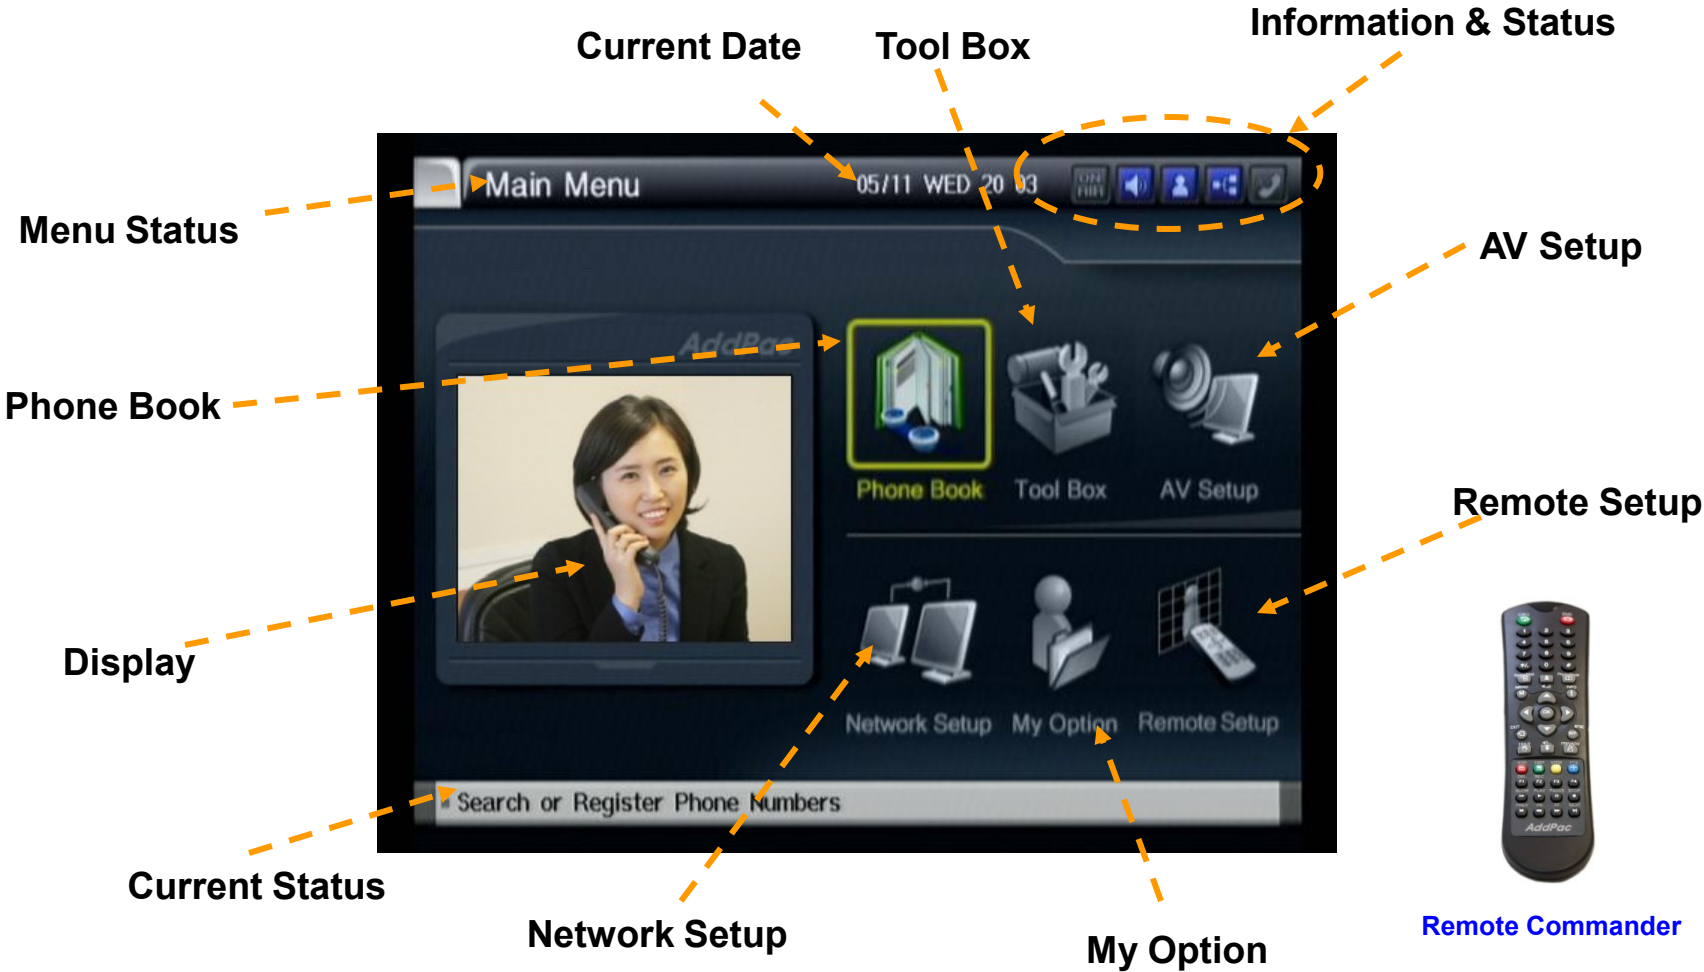 Information & Status
Current Date
Tool Box
Main Menu
05/11 WED 20 03
ON
AIR
Menu Status
AV Setup
AddPac
Phone Book
Phone Book
Tool Box
AV Setup
Remote Setup
Display
Network Setup
My Option
Remote Setup
Search or Register Phone Numbers
AddPac
Current Status
Network Setup
My Option
Remote Commander